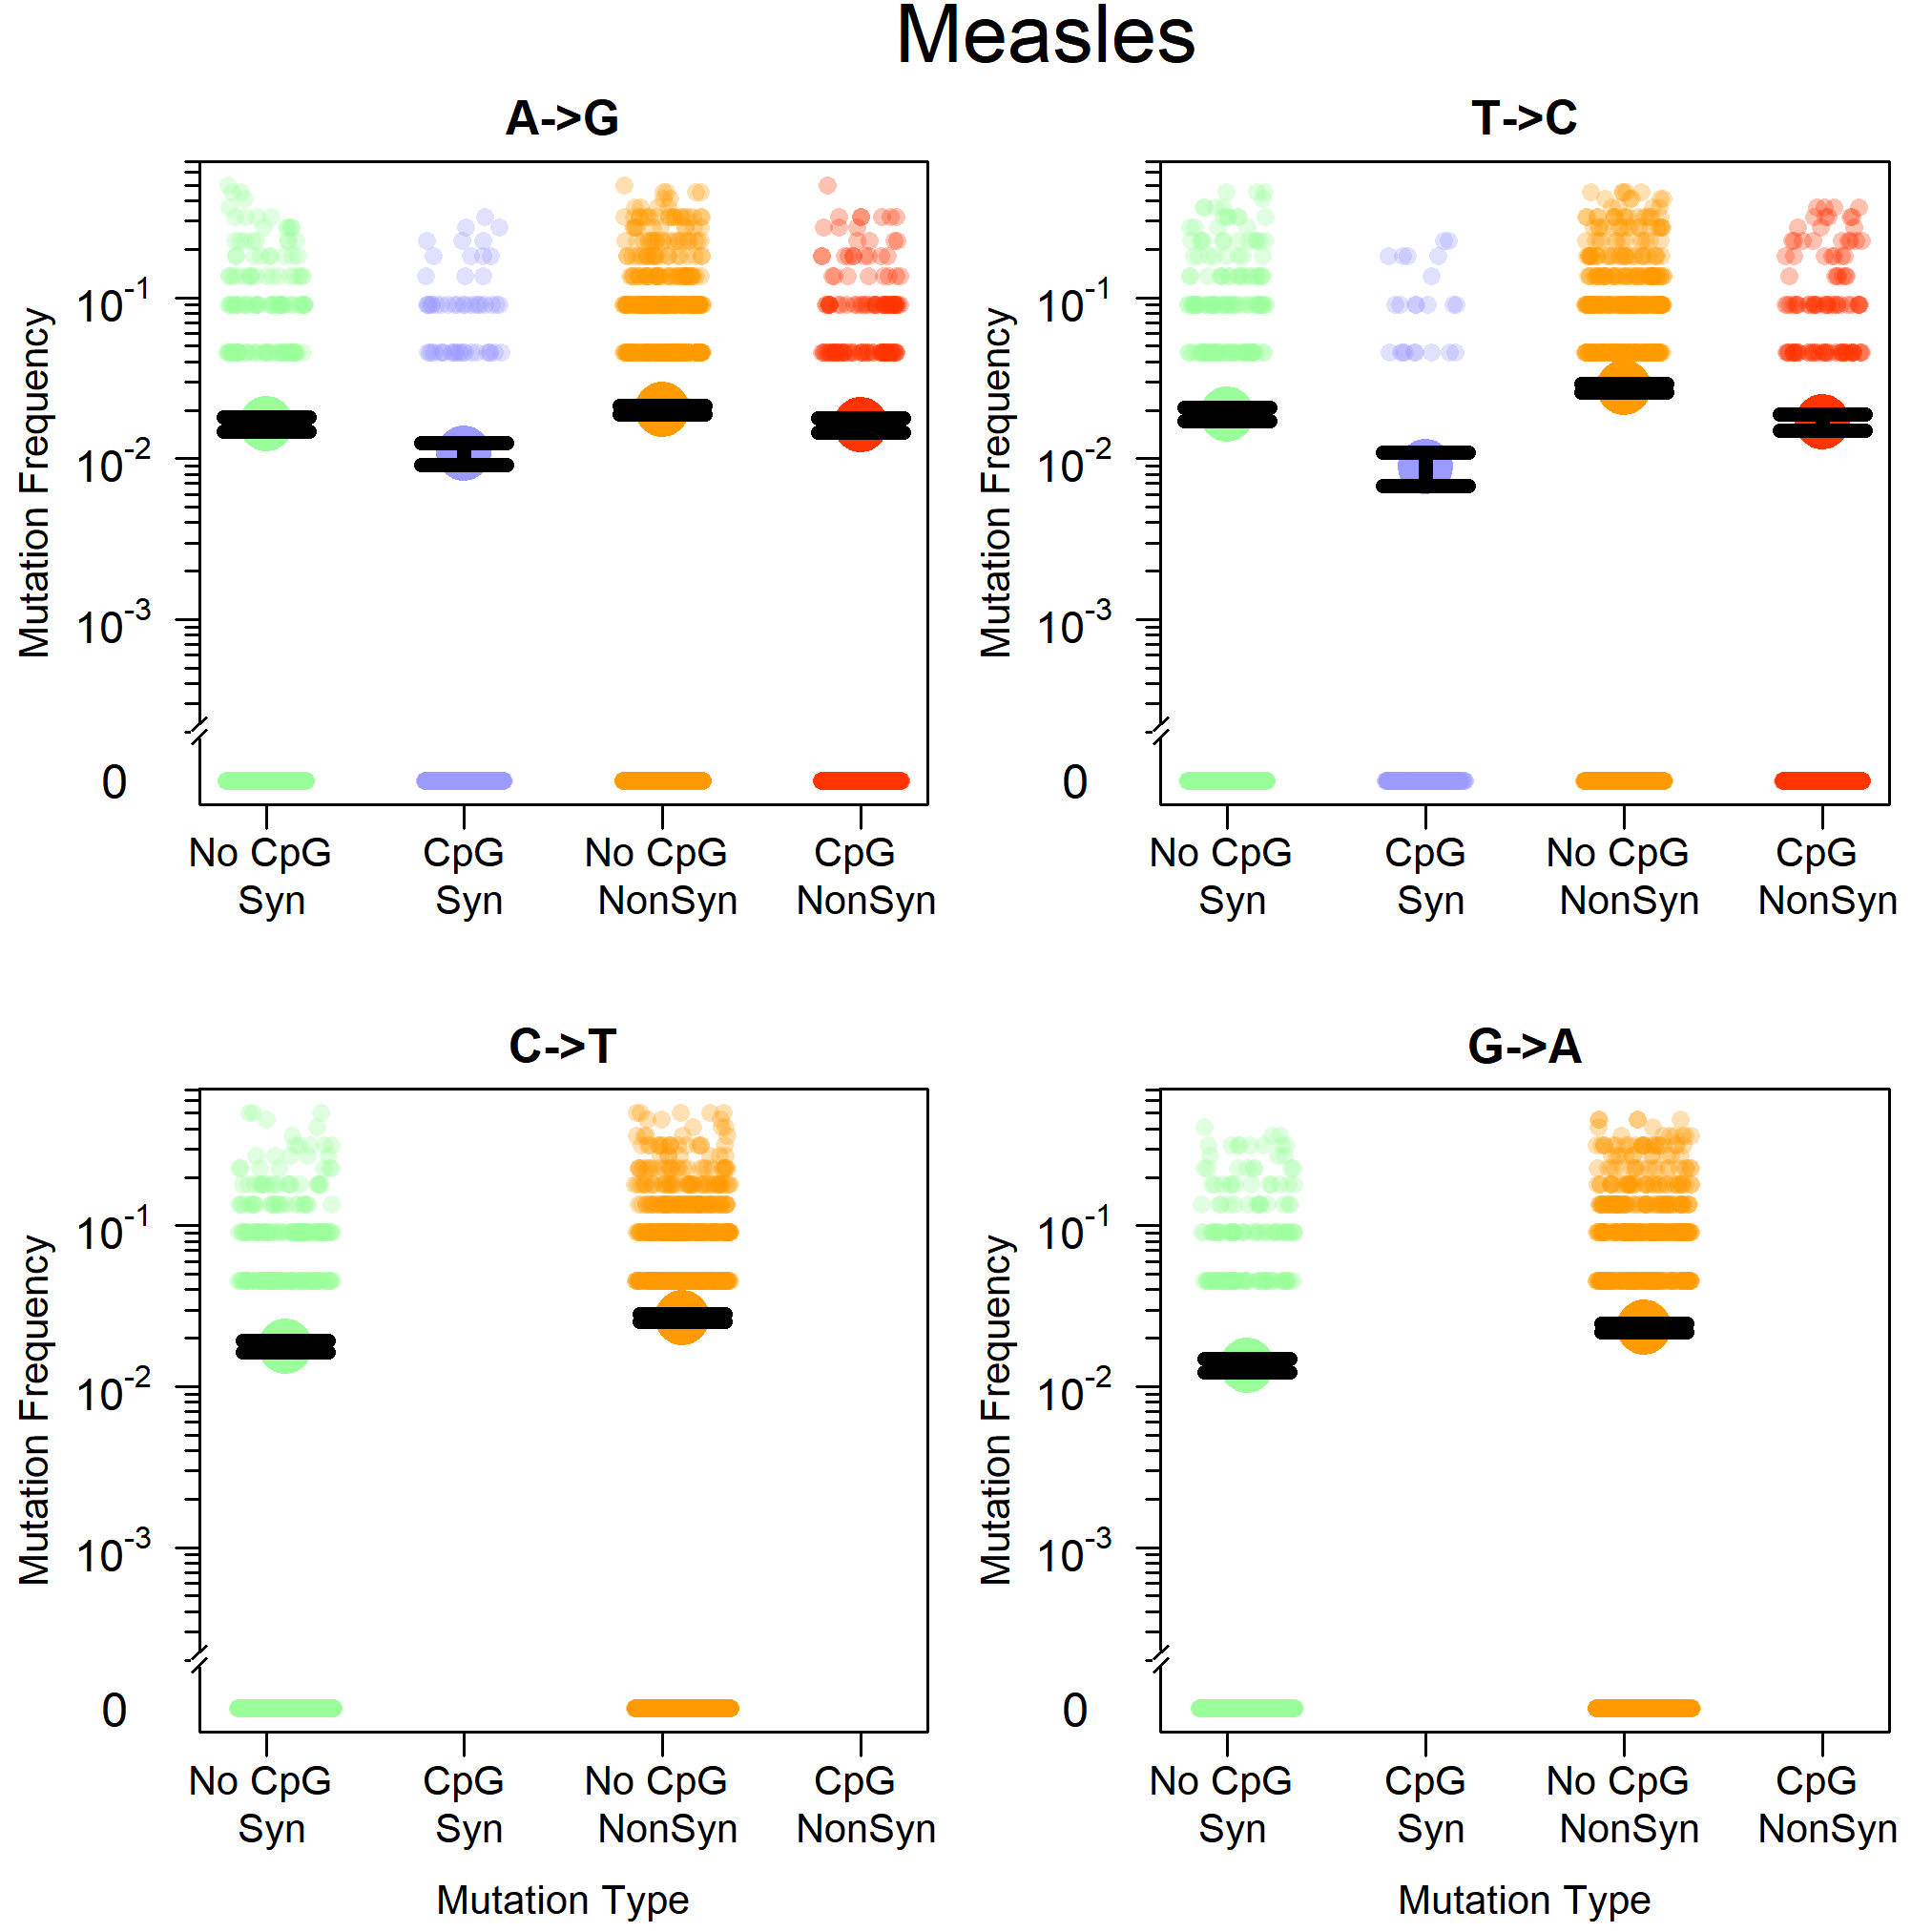 Measles
A->G
Mutation Frequency
10^-1
10^-2
10^-3
0
No CpG CpG No CpG CpG
Syn Syn NonSyn NonSyn
T->C
Mutation Frequency
10^-1
10^-2
10^-3
0
No CpG CpG No CpG CpG
Syn Syn NonSyn NonSyn
C->T
Mutation Frequency
10^-1
10^-2
10^-3
0
No CpG CpG No CpG CpG
Syn Syn NonSyn NonSyn
Mutation Type
G->A
Mutation Frequency
10^-1
10^-2
10^-3
0
No CpG CpG No CpG CpG
Syn Syn NonSyn NonSyn
Mutation Type